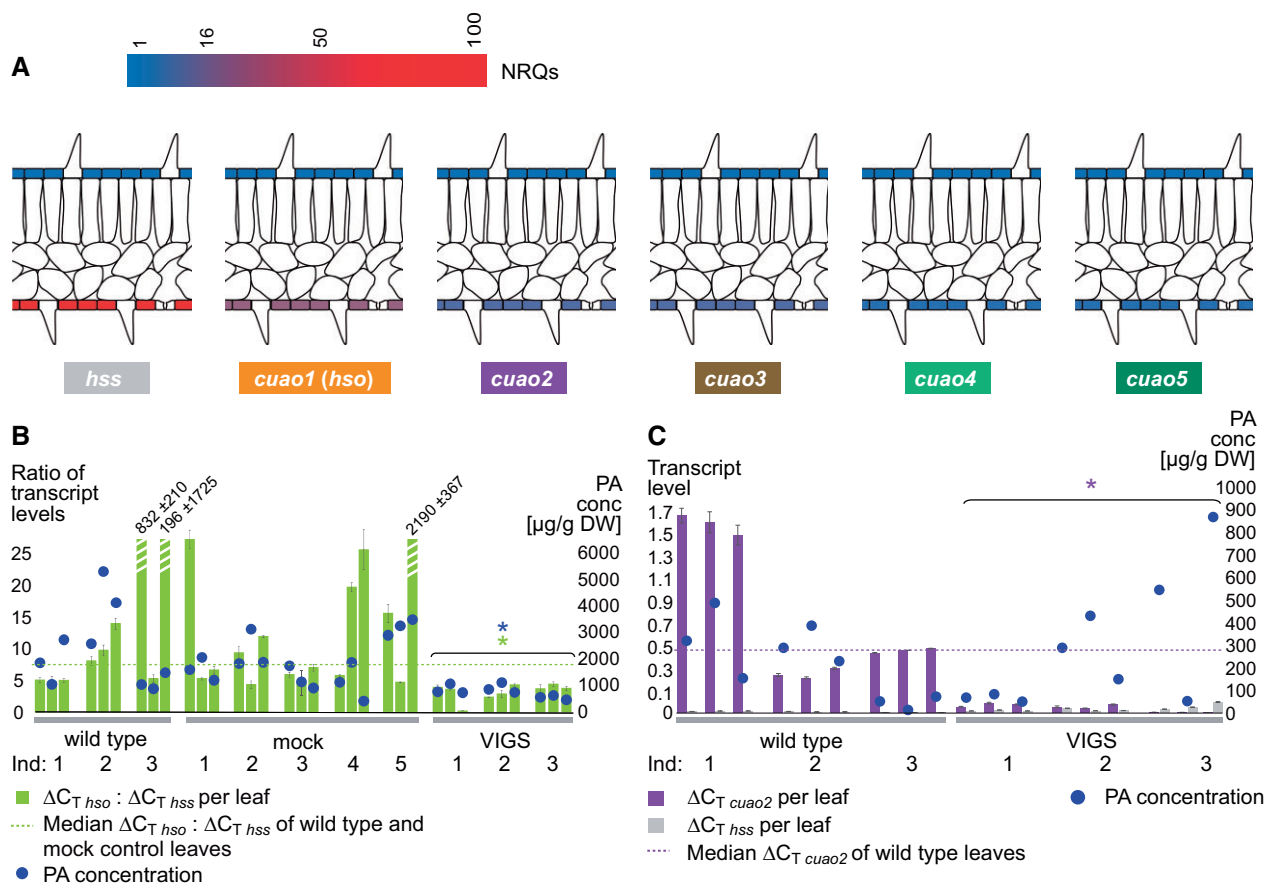 1 16 50 100
A
NRQs
hss cuao1 (hso) cuao2 cuao3 cuao4 cuao5
B
Ratio of
transcript
levels
832 ±210
196 ±1725
2190 ±367
PA
conc
[µg/g DW]
25
20
15
10
5
0
6000
5000
4000
3000
2000
1000
0
*
*
wild type mock VIGS
Ind: 1 2 3 1 2 3 4 5 1 2 3
ΔCT hso : ΔCT hss per leaf
Median ΔCT hso : ΔCT hss of wild type and
mock control leaves
PA concentration
C
Transcript
level
PA
conc
[µg/g DW]
1.7
1.5
1.3
1.1
0.9
0.7
0.5
0.3
0.1
0
1000
900
800
700
600
500
400
300
200
100
0
*
wild type VIGS
Ind: 1 2 3 1 2 3
ΔCT cuao2 per leaf
ΔCT hss per leaf
Median ΔCT cuao2 of wild type leaves
PA concentration